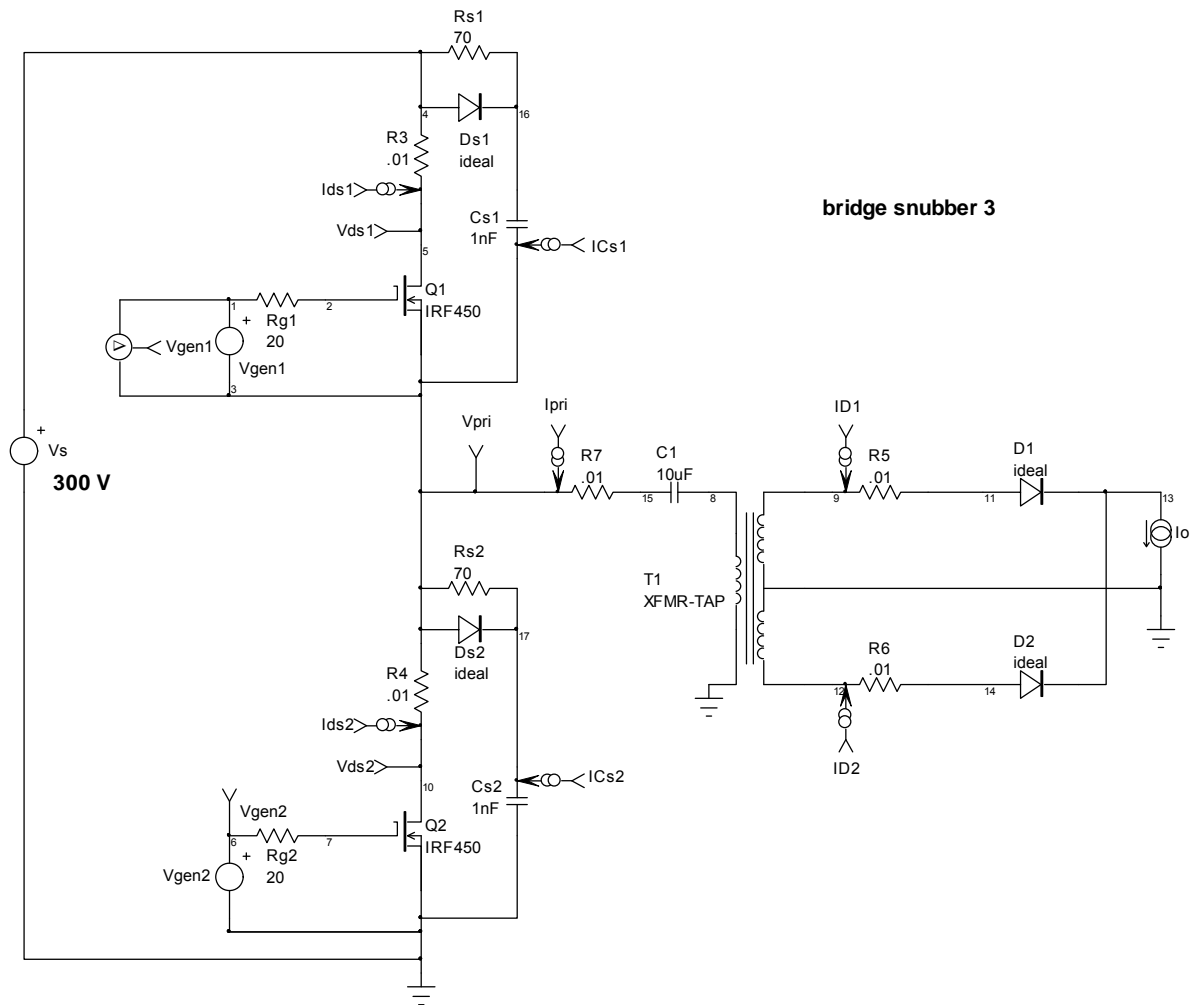 Rs1
70
4
16
R3
.01
Ds1
ideal
Ids1
bridge snubber 3
Vds1
Cs1
1nF
ICs1
5
Q1
IRF450
1
2
+
Rg1
20
Vgen1
Vgen1
3
Vpri
Ipri
ID1
+
Vs
300 V
R7
.01
C1
10uF
R5
.01
D1
ideal
15
8
9
11
13
Io
Rs2
70
T1
XFMR-TAP
17
R4
.01
Ds2
ideal
R6
.01
D2
ideal
12
14
Ids2
Vds2
ID2
10
Cs2
1nF
ICs2
Vgen2
Q2
IRF450
6
7
+
Rg2
20
Vgen2